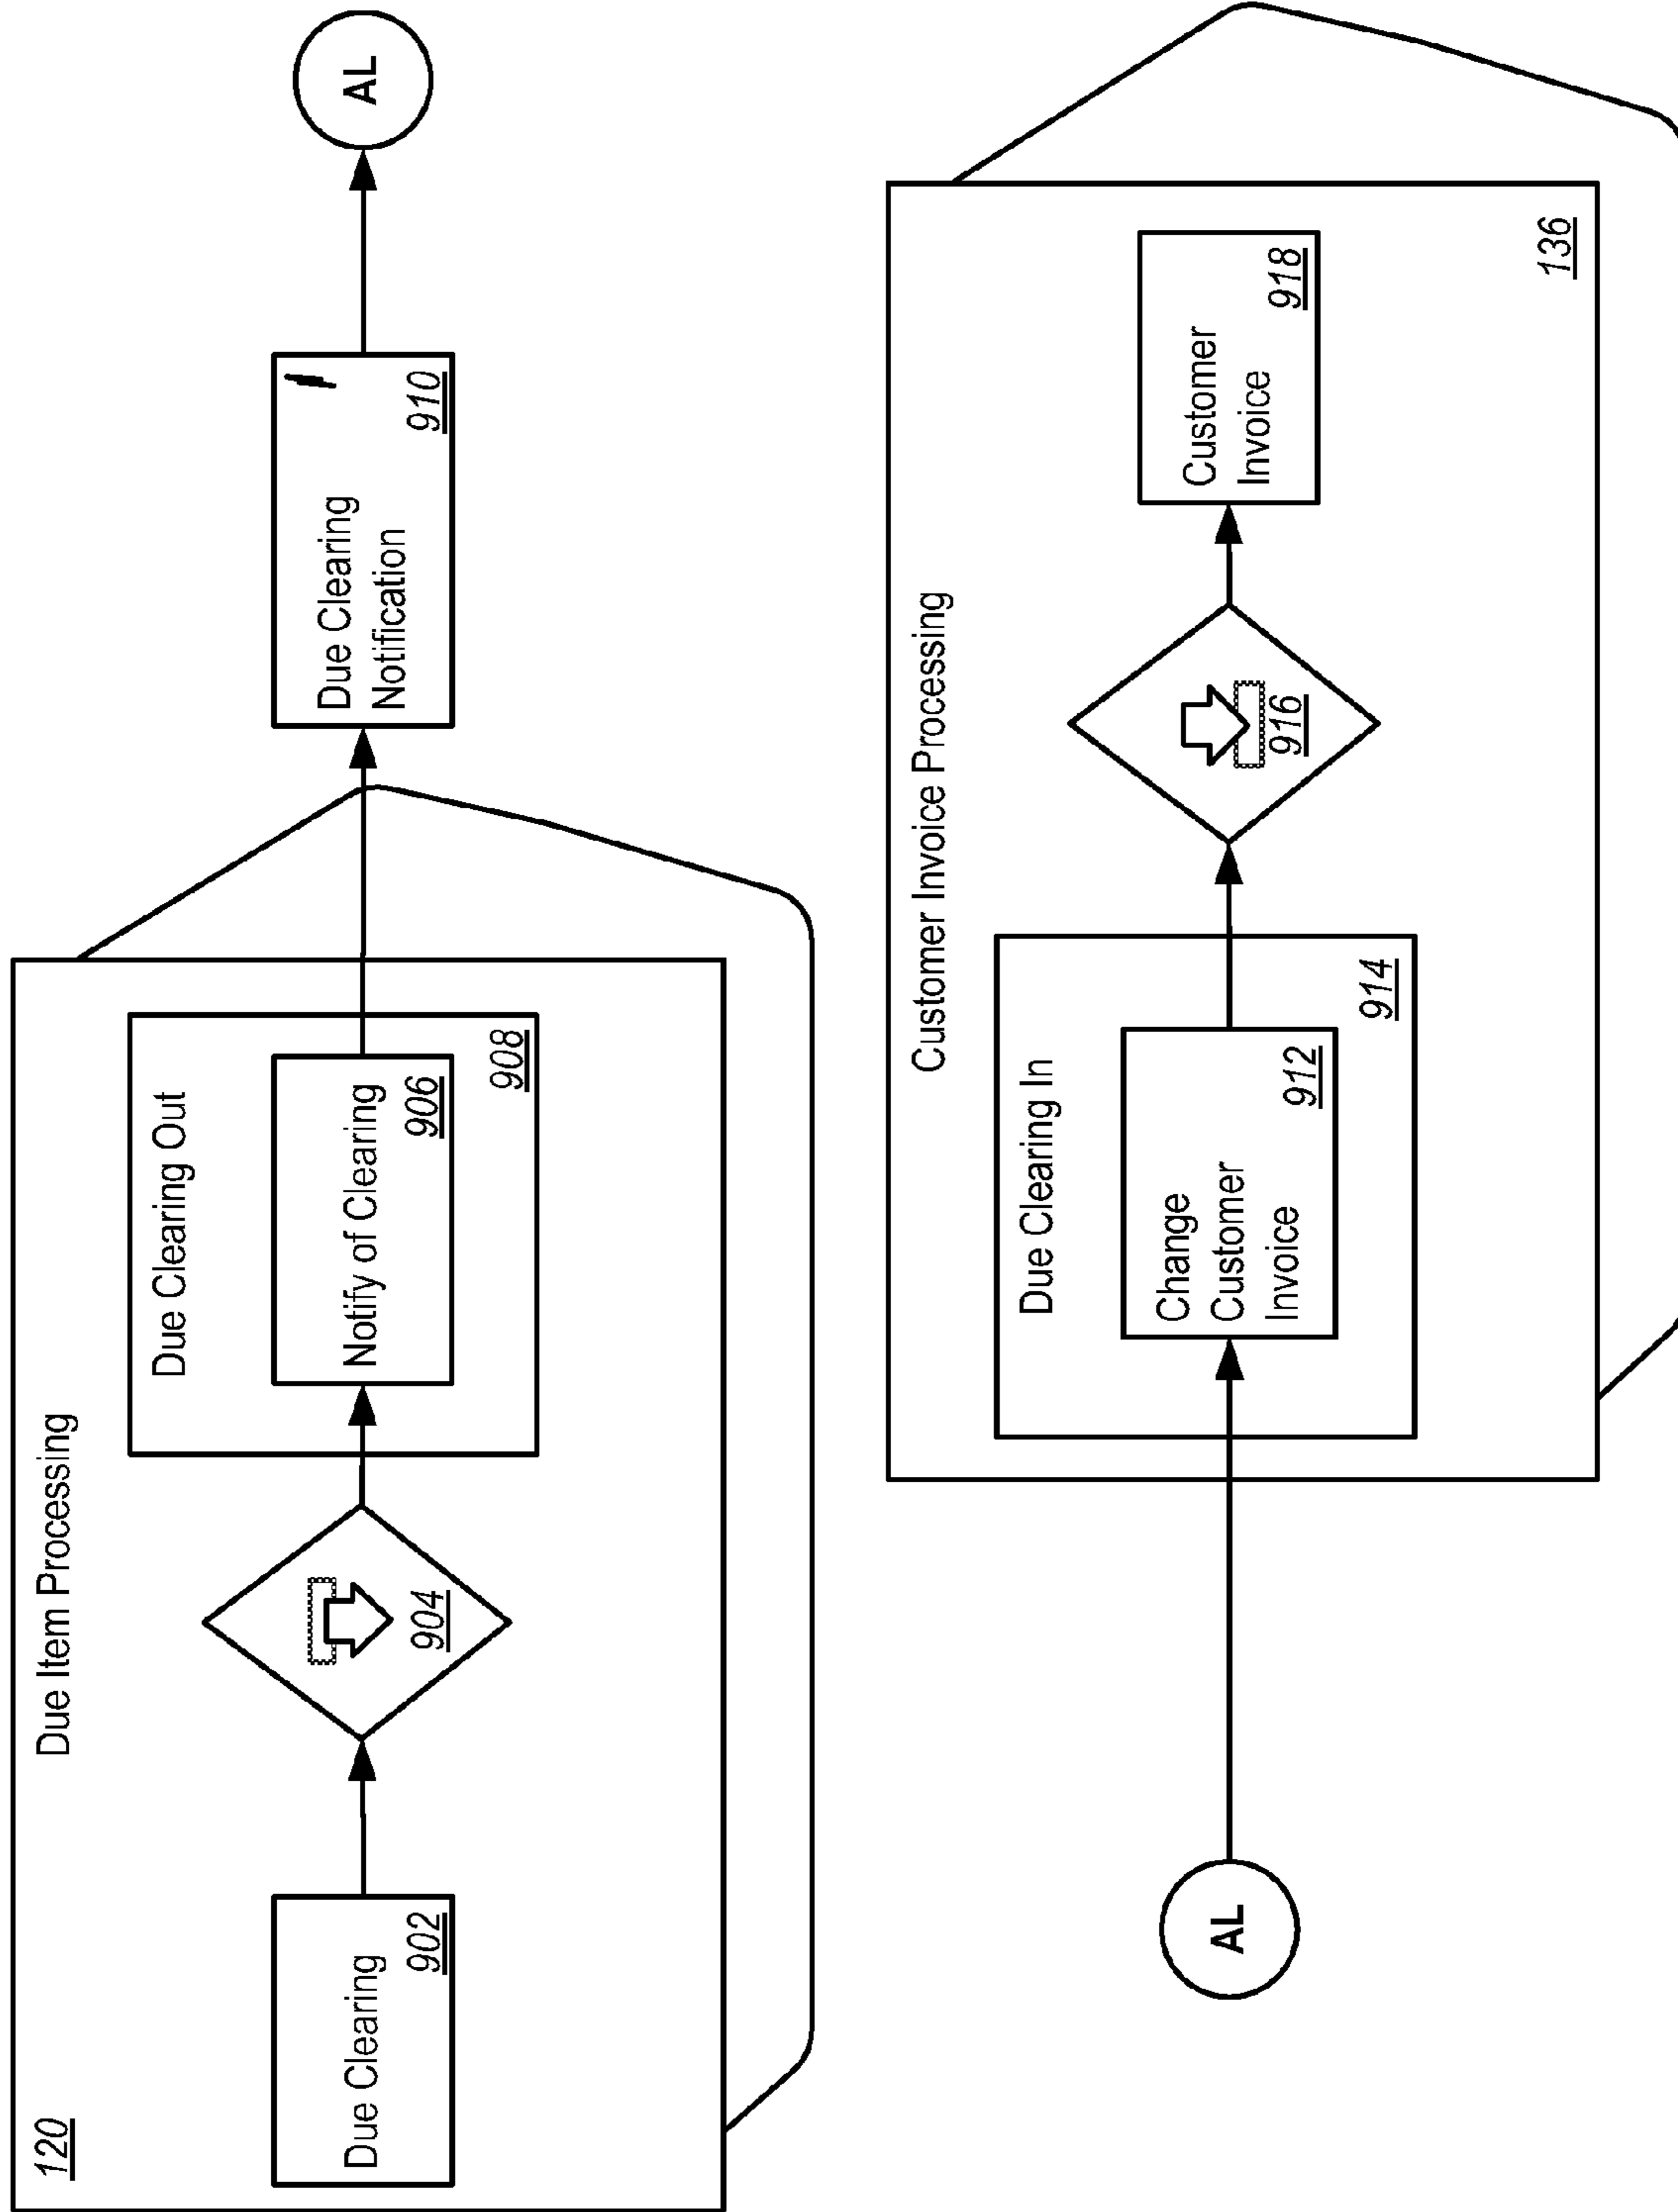 120
Due Item Processing
Due Clearing
902
904
Due Clearing Out
Notify of Clearing
906
908
Due Clearing
Notification
910
AL
AL
Customer Invoice Processing
Due Clearing In
Change
Customer
Invoice
912
914
916
Customer
Invoice
918
136